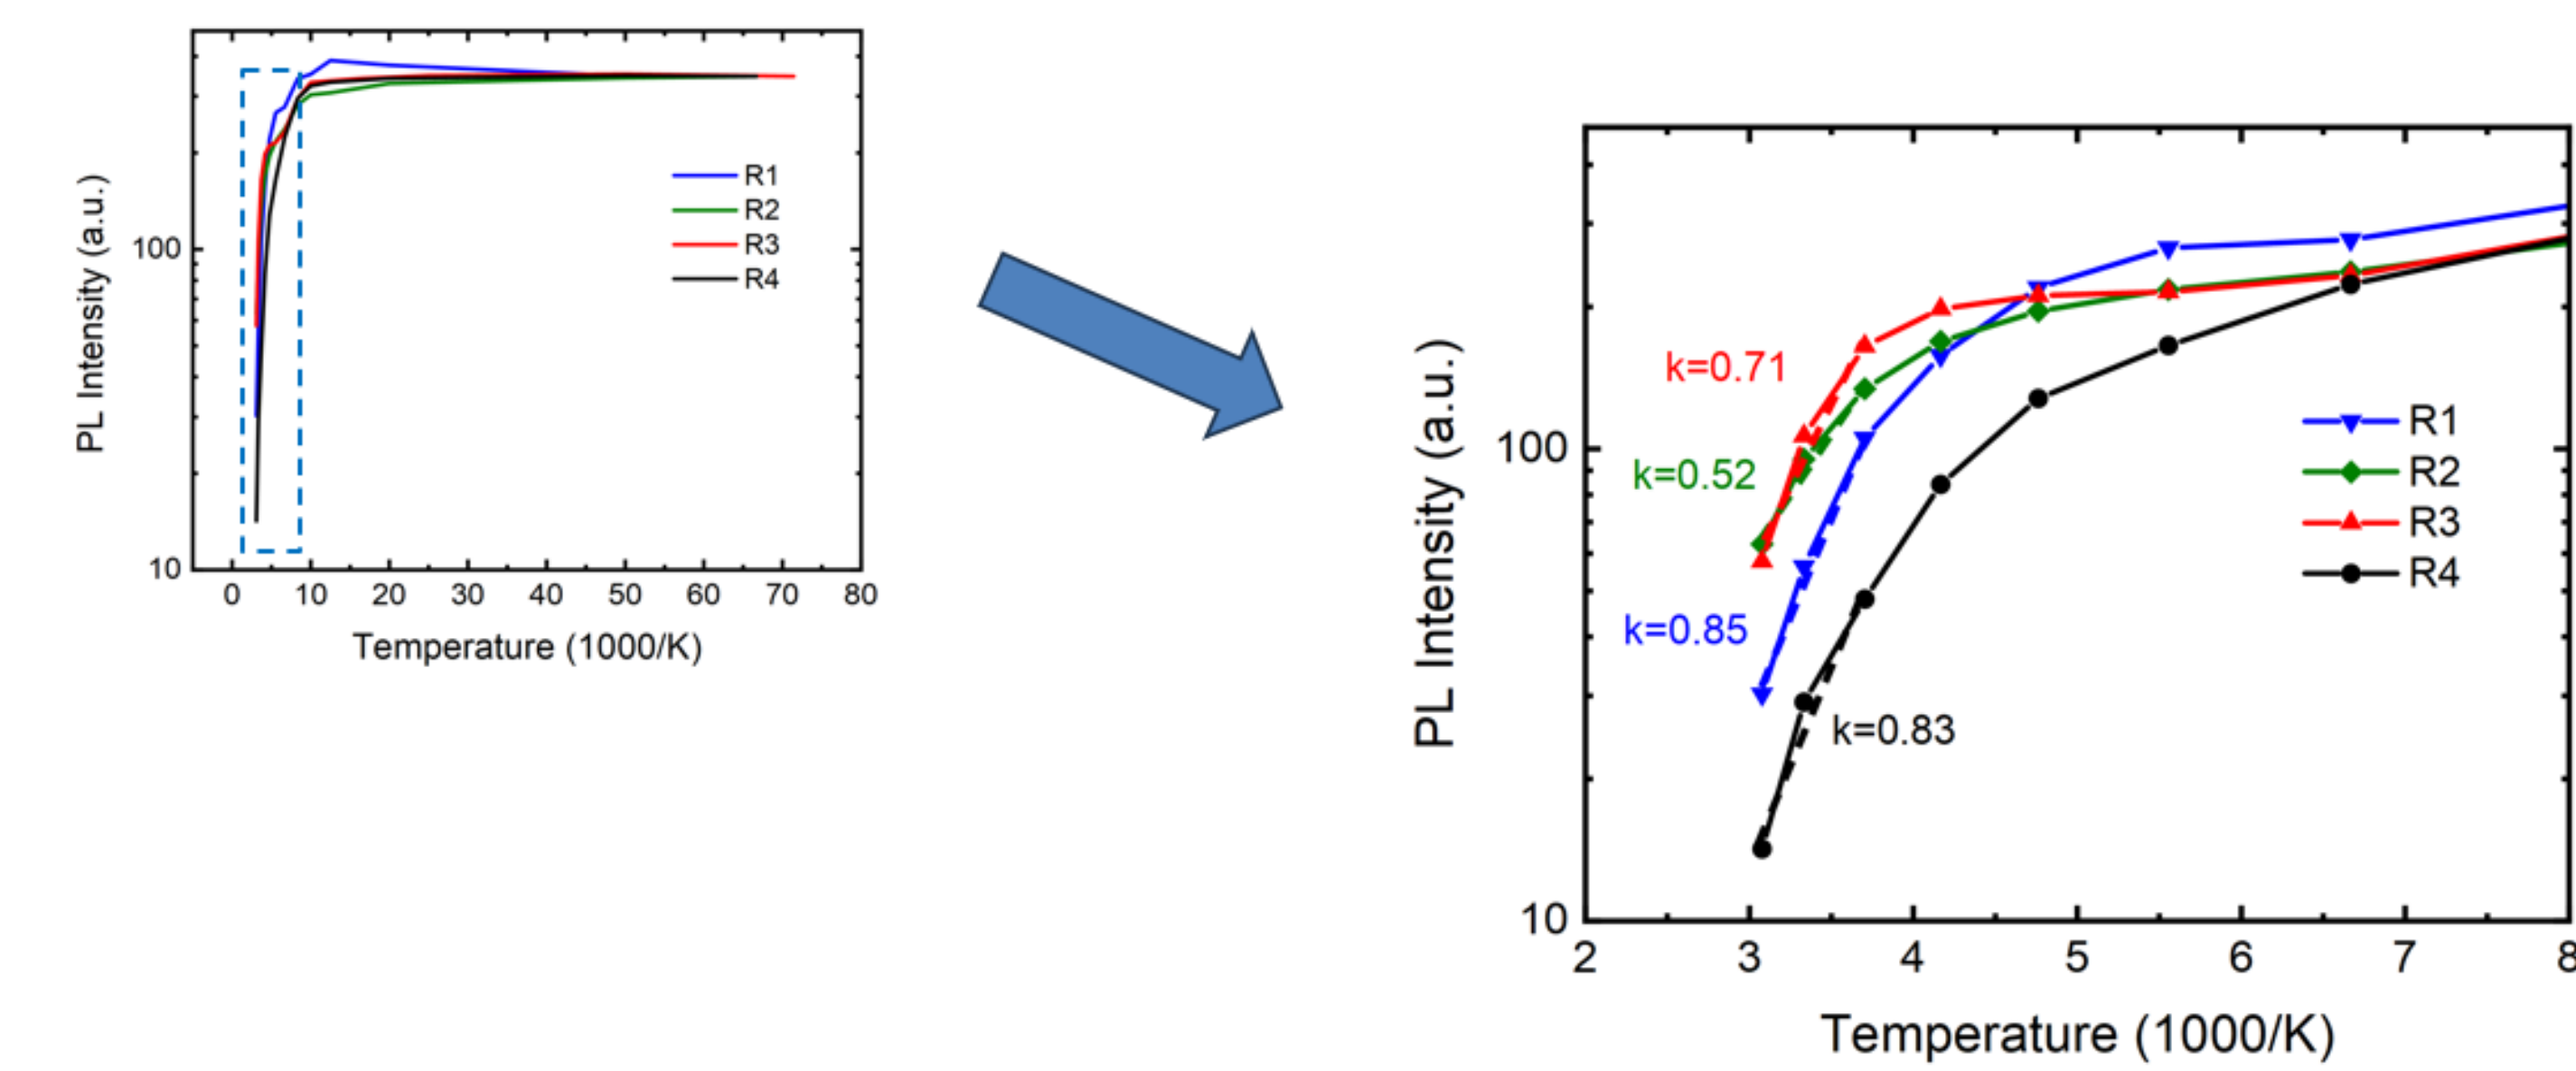 PL Intensity (a.u.)
100
10
0 10 20 30 40 50 60 70 80
Temperature (1000/K)
R1
R2
R3
R4
PL Intensity (a.u.)
100
10
2 3 4 5 6 7 8
Temperature (1000/K)
k=0.71
k=0.52
k=0.85
k=0.83
R1
R2
R3
R4